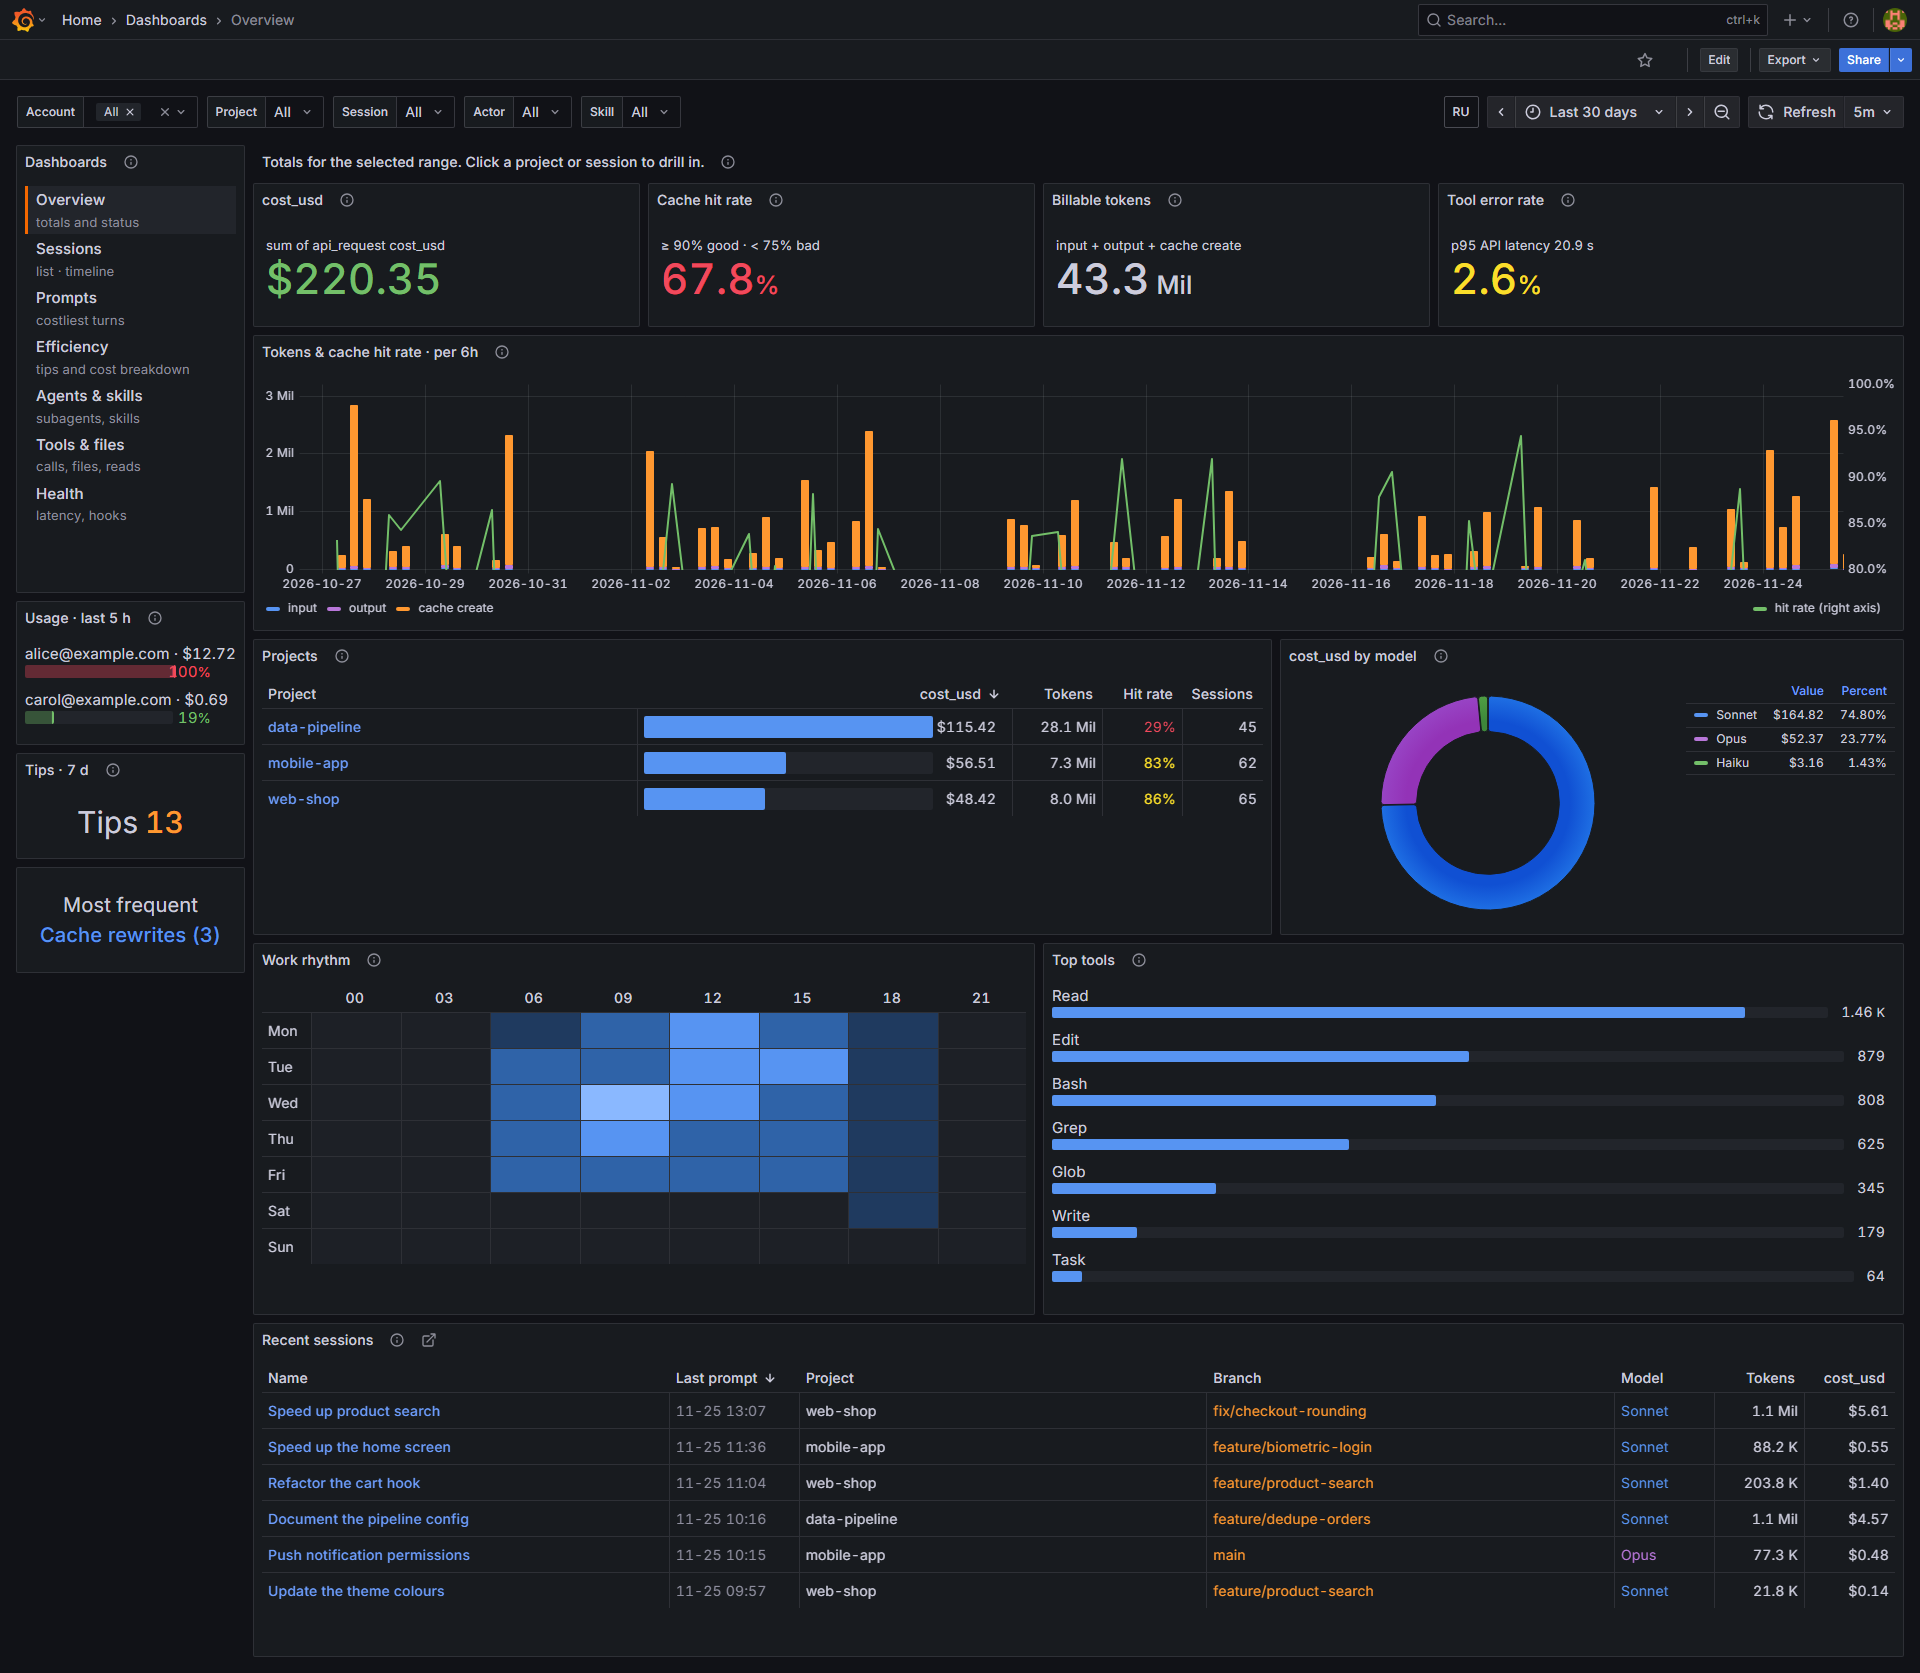 Home › Dashboards › Overview
Search... ctrl+k
Edit Export Share
Account All Project All Session All Actor All Skill All
RU Last 30 days Refresh 5m
Dashboards
Overview
totals and status
Sessions
list · timeline
Prompts
costliest turns
Efficiency
tips and cost breakdown
Agents & skills
subagents, skills
Tools & files
calls, files, reads
Health
latency, hooks
Usage · last 5 h
alice@example.com · $12.72
100%
carol@example.com · $0.69
19%
Tips · 7 d
Tips 13
Most frequent
Cache rewrites (3)
Totals for the selected range. Click a project or session to drill in.
cost_usd
sum of api_request cost_usd
$220.35
Cache hit rate
≥ 90% good · < 75% bad
67.8%
Billable tokens
input + output + cache create
43.3 Mil
Tool error rate
p95 API latency 20.9 s
2.6%
Tokens & cache hit rate · per 6h
3 Mil
2 Mil
1 Mil
0
100.0%
95.0%
90.0%
85.0%
80.0%
2026-10-27 2026-10-29 2026-10-31 2026-11-02 2026-11-04 2026-11-06 2026-11-08 2026-11-10 2026-11-12 2026-11-14 2026-11-16 2026-11-18 2026-11-20 2026-11-22 2026-11-24
input output cache create hit rate (right axis)
Projects
Project cost_usd Tokens Hit rate Sessions
data-pipeline $115.42 28.1 Mil 29% 45
mobile-app $56.51 7.3 Mil 83% 62
web-shop $48.42 8.0 Mil 86% 65
cost_usd by model
Value Percent
Sonnet $164.82 74.80%
Opus $52.37 23.77%
Haiku $3.16 1.43%
Work rhythm
00 03 06 09 12 15 18 21
Mon
Tue
Wed
Thu
Fri
Sat
Sun
Top tools
Read
1.46 K
Edit
879
Bash
808
Grep
625
Glob
345
Write
179
Task
64
Recent sessions
Name Last prompt Project Branch Model Tokens cost_usd
Speed up product search 11-25 13:07 web-shop fix/checkout-rounding Sonnet 1.1 Mil $5.61
Speed up the home screen 11-25 11:36 mobile-app feature/biometric-login Sonnet 88.2 K $0.55
Refactor the cart hook 11-25 11:04 web-shop feature/product-search Sonnet 203.8 K $1.40
Document the pipeline config 11-25 10:16 data-pipeline feature/dedupe-orders Sonnet 1.1 Mil $4.57
Push notification permissions 11-25 10:15 mobile-app main Opus 77.3 K $0.48
Update the theme colours 11-25 09:57 web-shop feature/product-search Sonnet 21.8 K $0.14